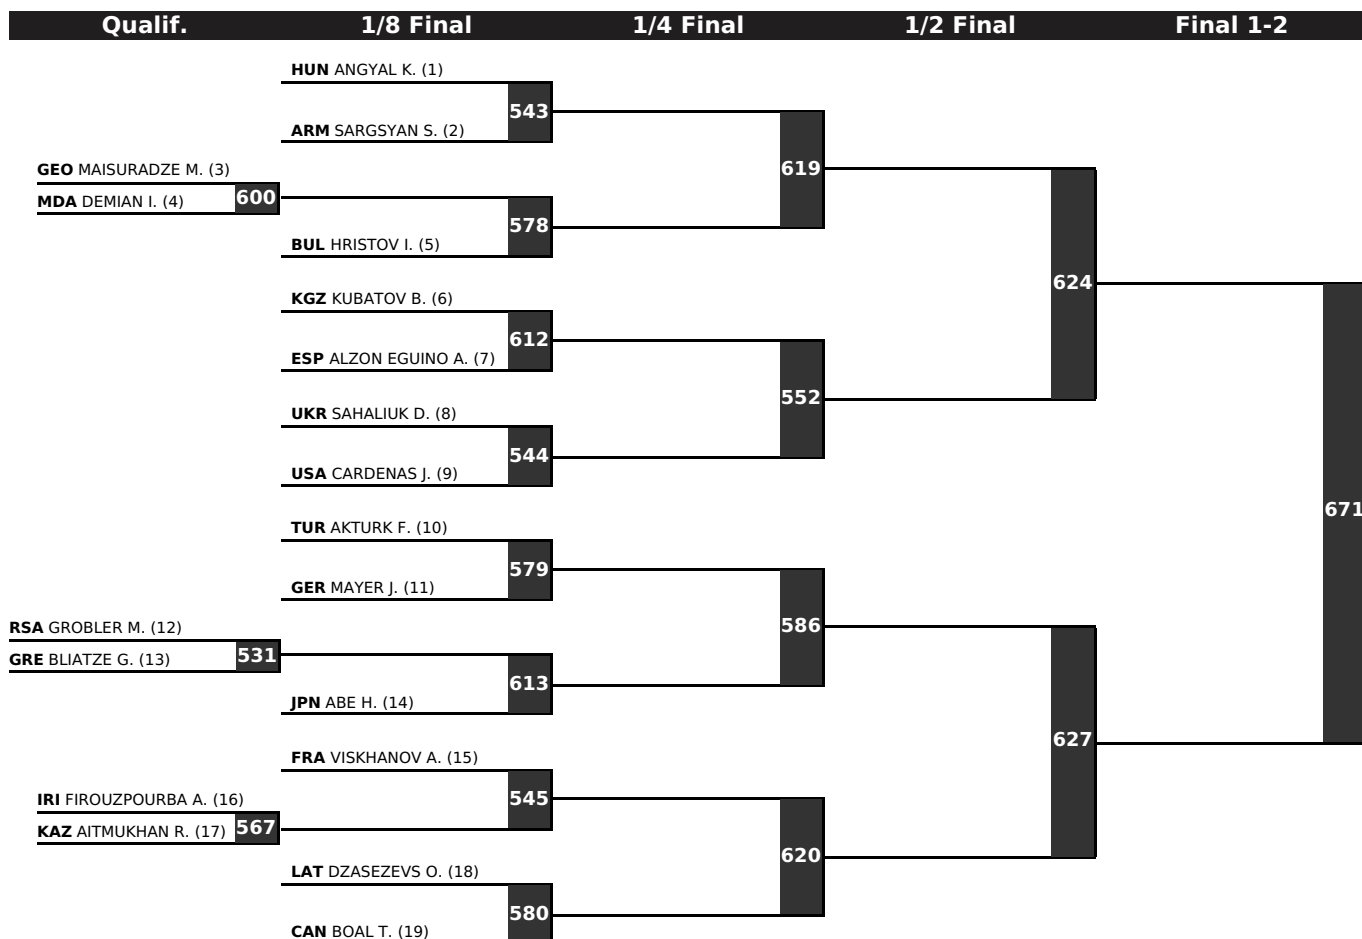 Qualif. 1/8 Final 1/4 Final 1/2 Final Final 1-2
HUN ANGYAL K. (1)
543
ARM SARGSYAN S. (2)
619
GEO MAISURADZE M. (3)
MDA DEMIAN I. (4) 600
578
BUL HRISTOV I. (5)
624
KGZ KUBATOV B. (6)
612
ESP ALZON EGUINO A. (7)
552
UKR SAHALIUK D. (8)
544
USA CARDENAS J. (9)
671
TUR AKTURK F. (10)
579
GER MAYER J. (11)
586
RSA GROBLER M. (12)
GRE BLIATZE G. (13) 531
613
JPN ABE H. (14)
627
FRA VISKHANOV A. (15)
545
IRI FIROUZPOURBA A. (16)
KAZ AITMUKHAN R. (17) 567
620
LAT DZASEZEVS O. (18)
580
CAN BOAL T. (19)